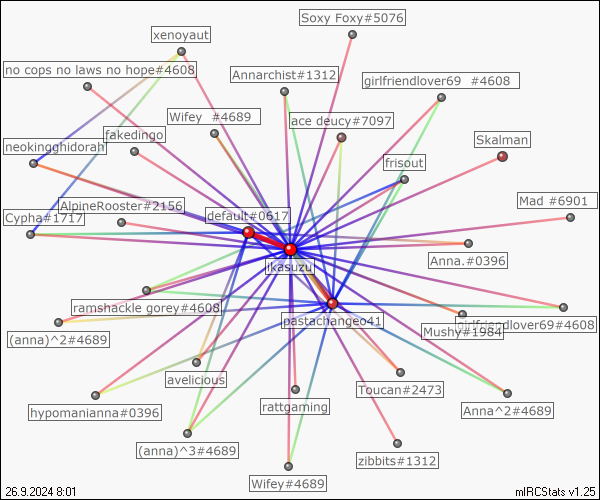 Soxy Foxy#5076
xenoyaut
no cops no laws no hope#4608
Annarchist#1312
girlfriendlover69 #4608
Wifey #4689
ace deucy#7097
fakedingo
Skalman
neokingghidorah
frisout
Mad #6901
AlpineRooster#2156
default#0617
Cypha#1717
Anna.#0396
ikasuzu
ramshackle gorey#4608
pastachangeo41
girlfriendlover69#4608
Mushy#1984
(anna)^2#4689
avelicious
Toucan#2473
rattgaming
hypomanianna#0396
Anna^2#4689
(anna)^3#4689
zibbits#1312
Wifey#4689
26.9.2024 8:01
mIRCStats v1.25